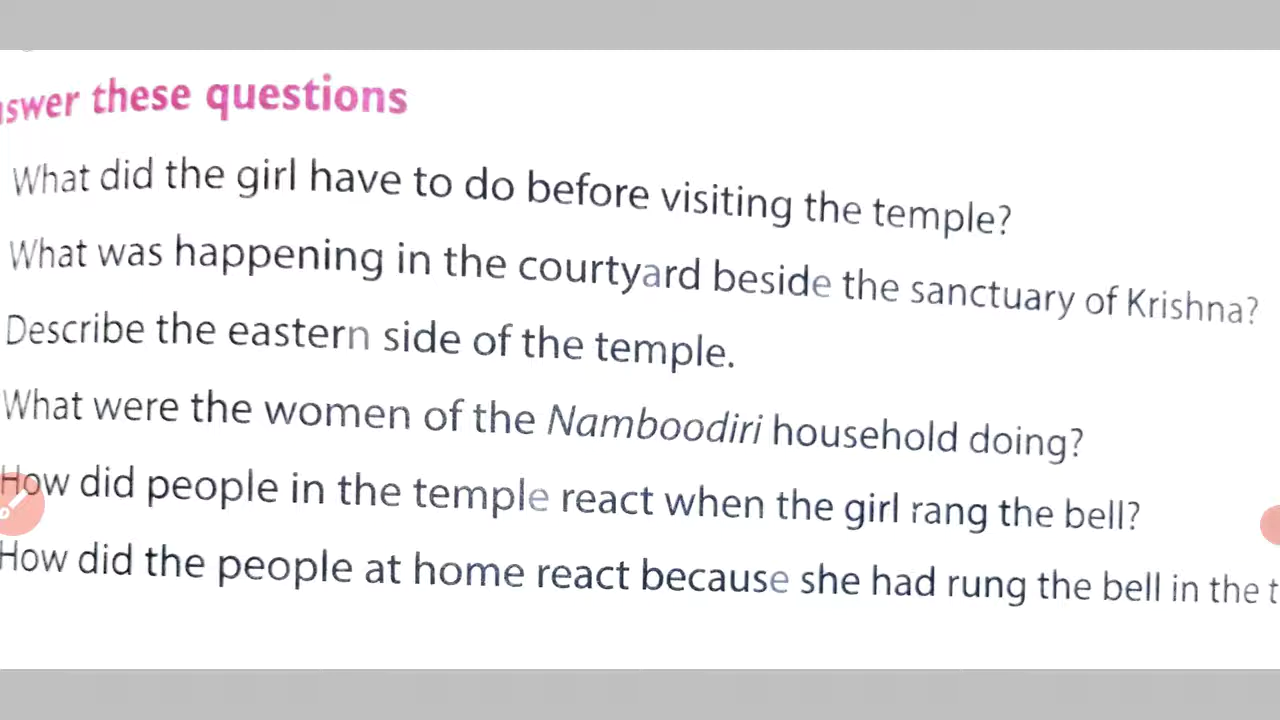 nswer these questions
What did the girl have to do before visiting the temple?
What was happening in the courtyard beside the sanctuary of Krishna?
Describe the eastern side of the temple.
What were the women of the Namboodiri household doing?
How did people in the temple react when the girl rang the bell?
How did the people at home react because she had rung the bell in the t